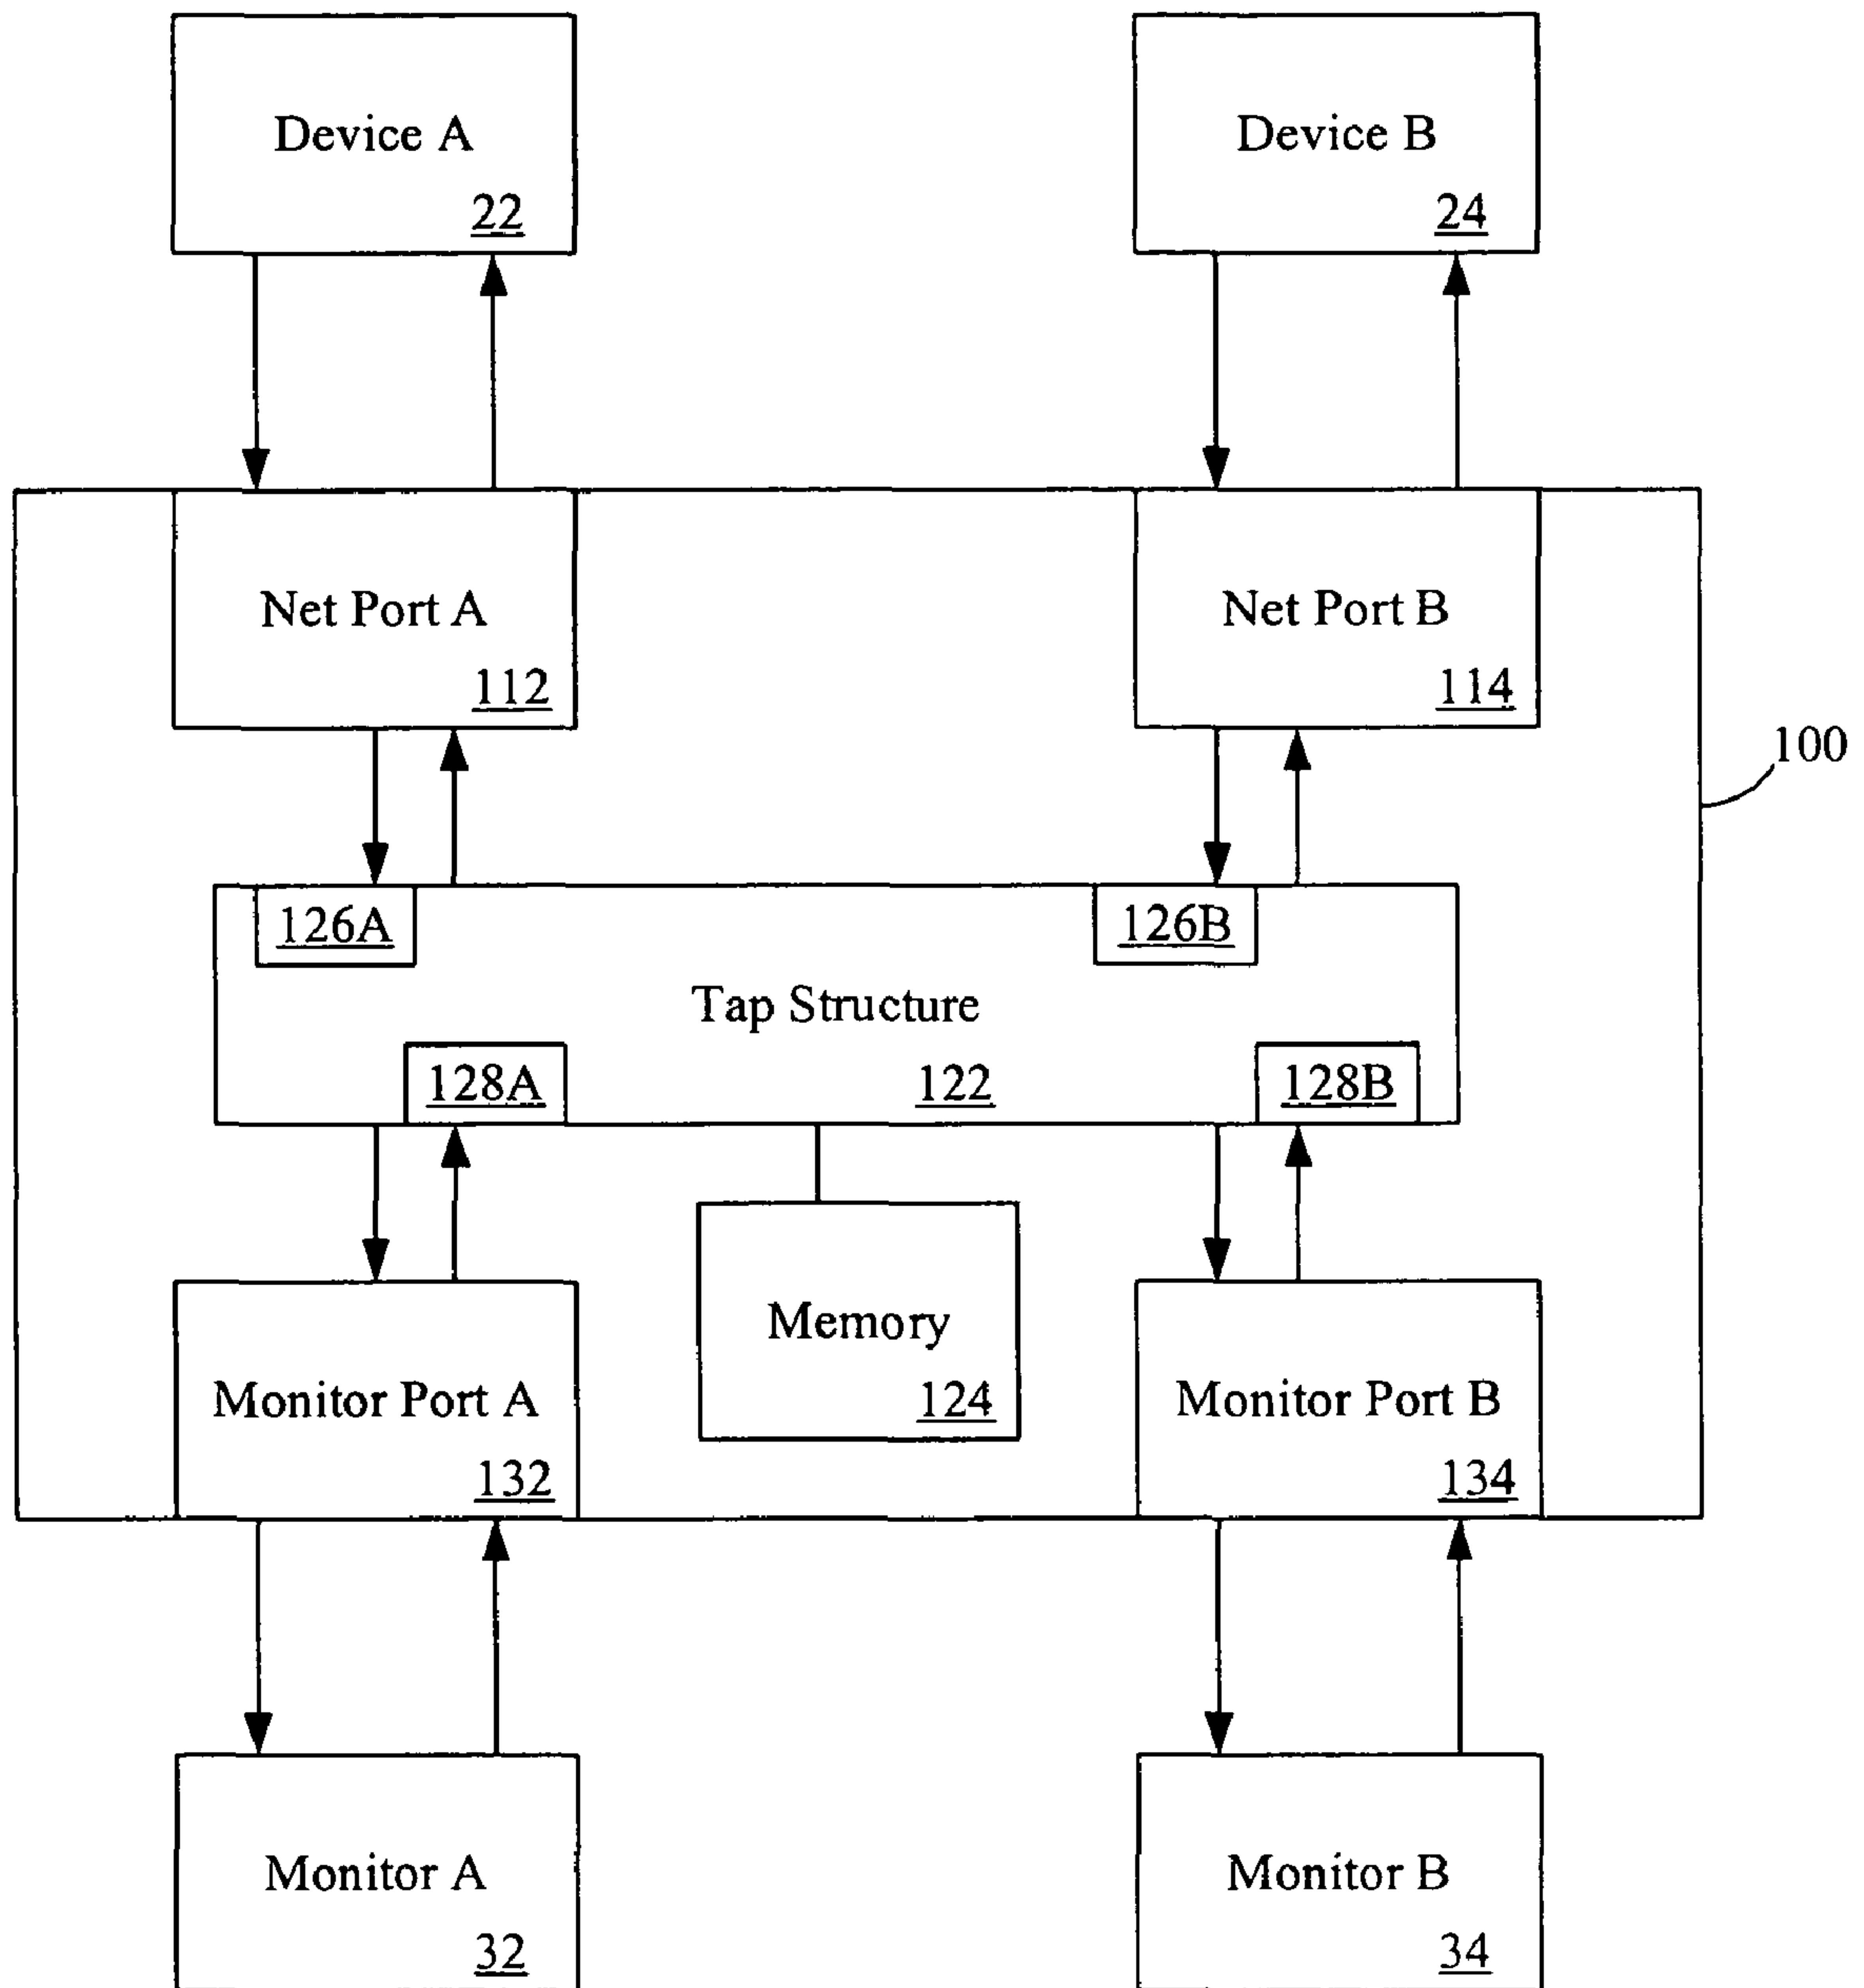 Device A
22
Device B
24
Net Port A
112
Net Port B
114
100
126A
126B
Tap Structure
122
128A
128B
Memory
124
Monitor Port A
132
Monitor Port B
134
Monitor A
32
Monitor B
34